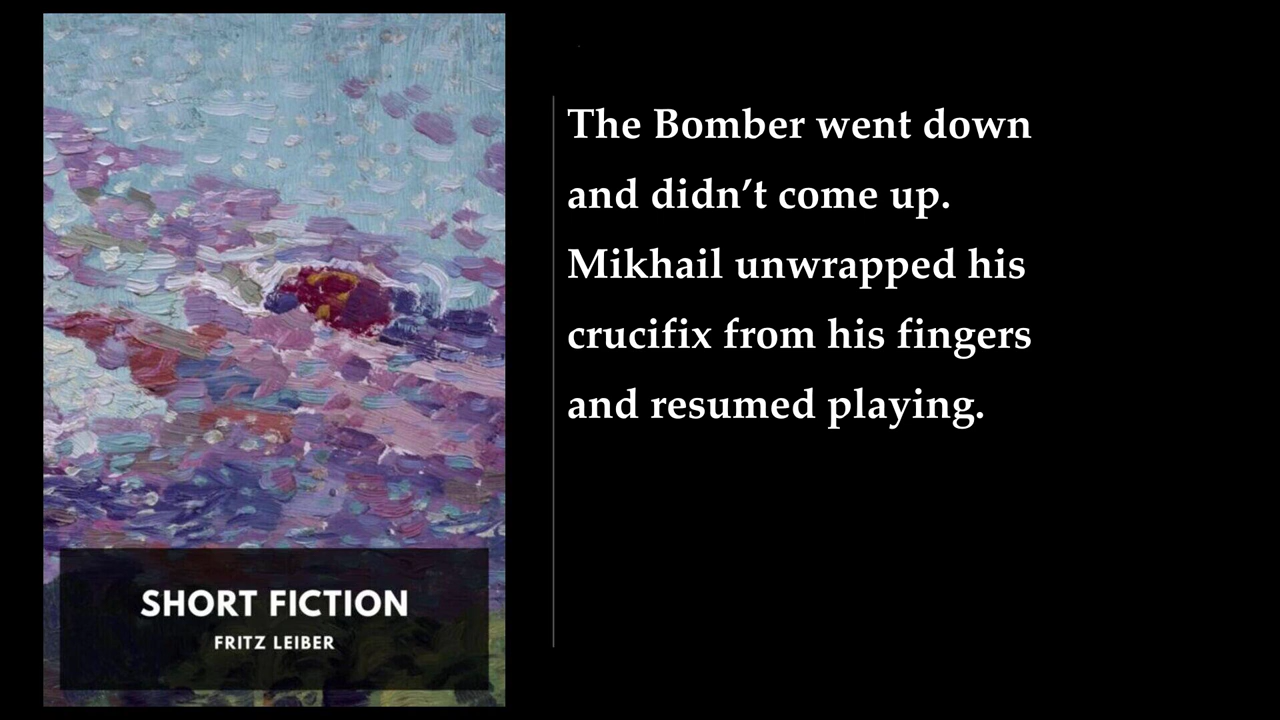 The Bomber went down
and didn’t come up.
Mikhail unwrapped his
crucifix from his fingers
and resumed playing.
SHORT FICTION
FRITZ LEIBER